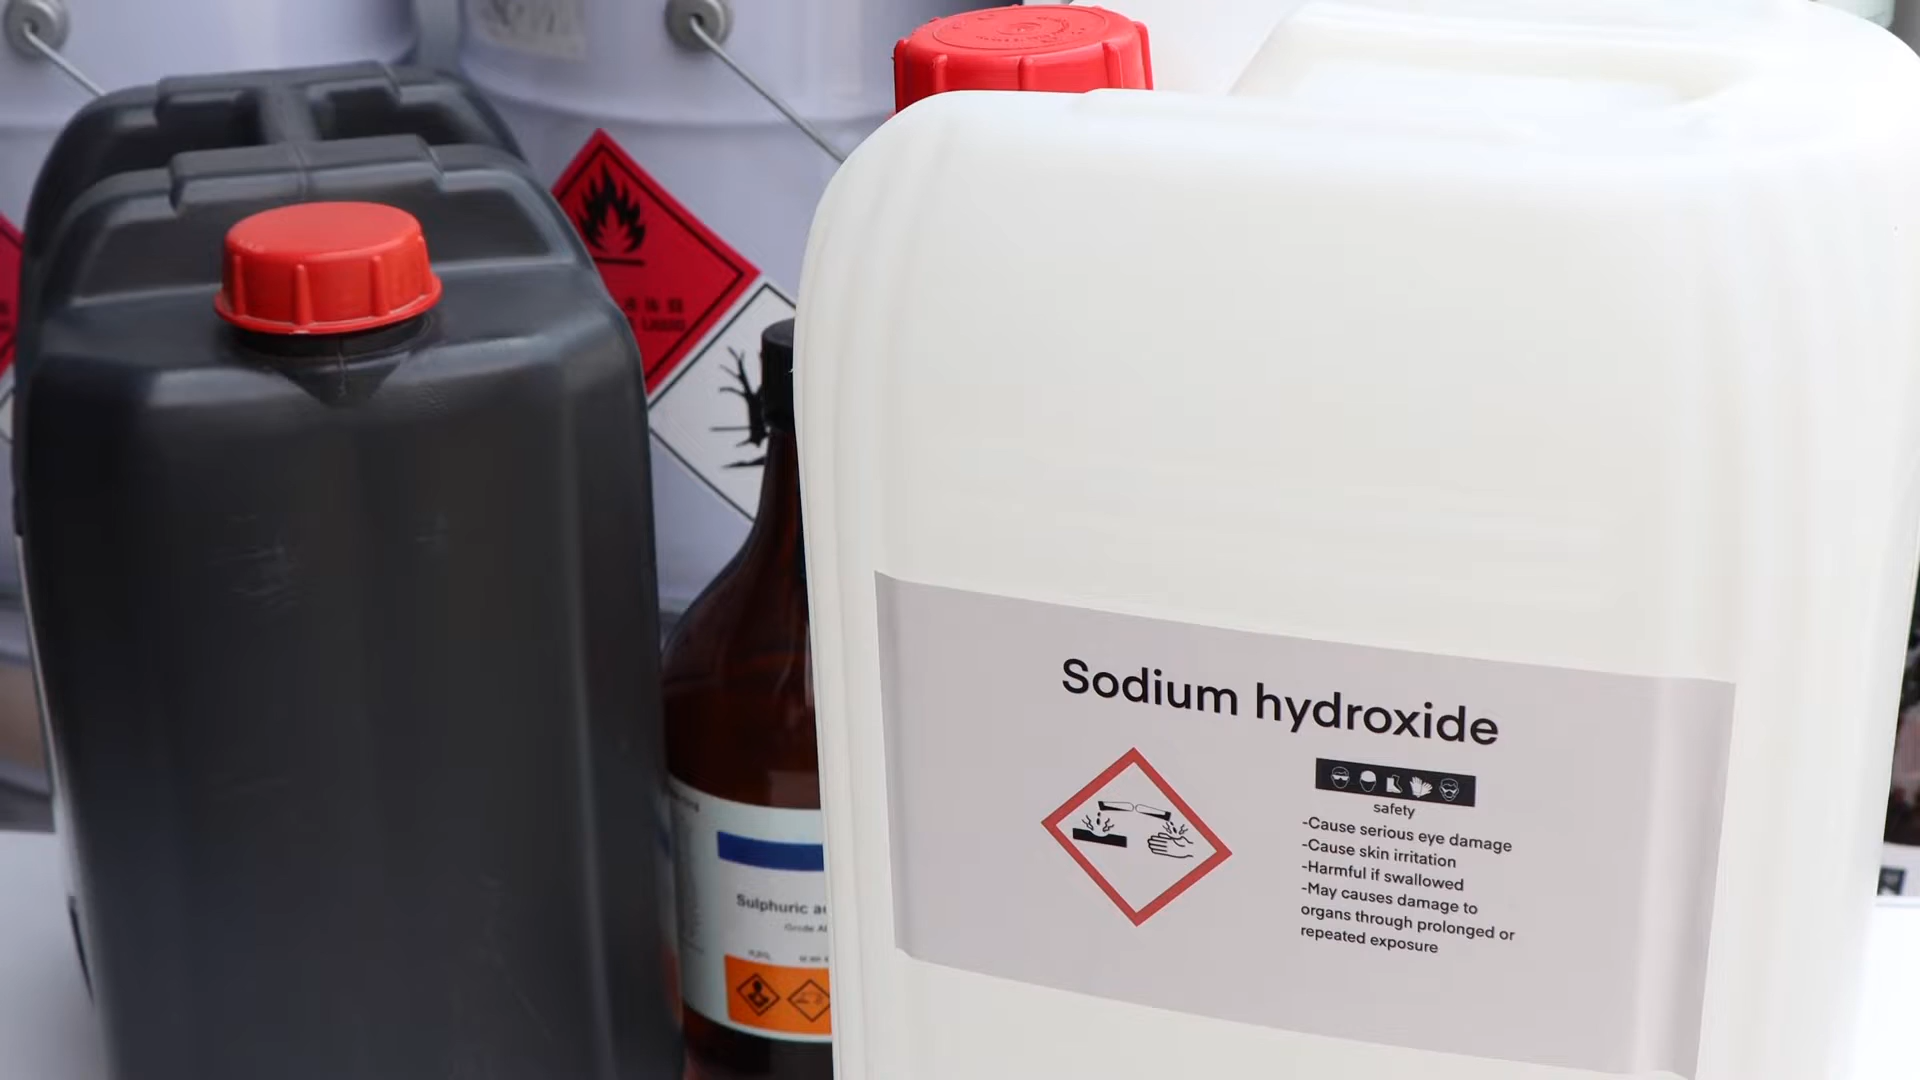 Sodium hydroxide
safety
-Cause serious eye damage
-Cause skin irritation
-Harmful if swallowed
-May causes damage to
organs through prolonged or
repeated exposure
Sulphuric